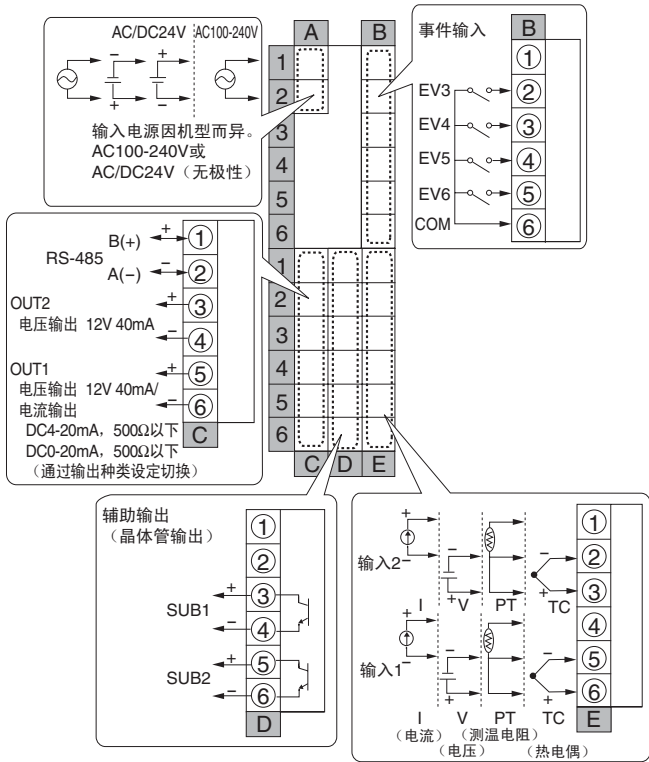 AC/DC24V AC100-240V
− + 
+ −
输入电源因机型而异。
AC100-240V或
AC/DC24V（无极性）
A B
1
2
3
4
5
6
1
2
3
4
5
6
C D E
事件输入 B
①
EV3 ②
EV4 ③
EV5 ④
EV6 ⑤
COM ⑥
RS-485
B(+) + ①
A(−) − ②
OUT2 + ③
电压输出 12V 40mA
− ④
OUT1 + ⑤
电压输出 12V 40mA/
电流输出 − ⑥
DC4-20mA，500Ω以下 C
DC0-20mA，500Ω以下
（通过输出种类设定切换）
辅助输出
（晶体管输出）
①
②
SUB1 + ③
− ④
SUB2 + ⑤
− ⑥
D
+ ①
输入2 − − − ②
+ + ③
I V PT TC
+ ④
输入1 − − − ⑤
+ + ⑥
I V PT TC E
（电流） （测温电阻）
（电压） （热电偶）